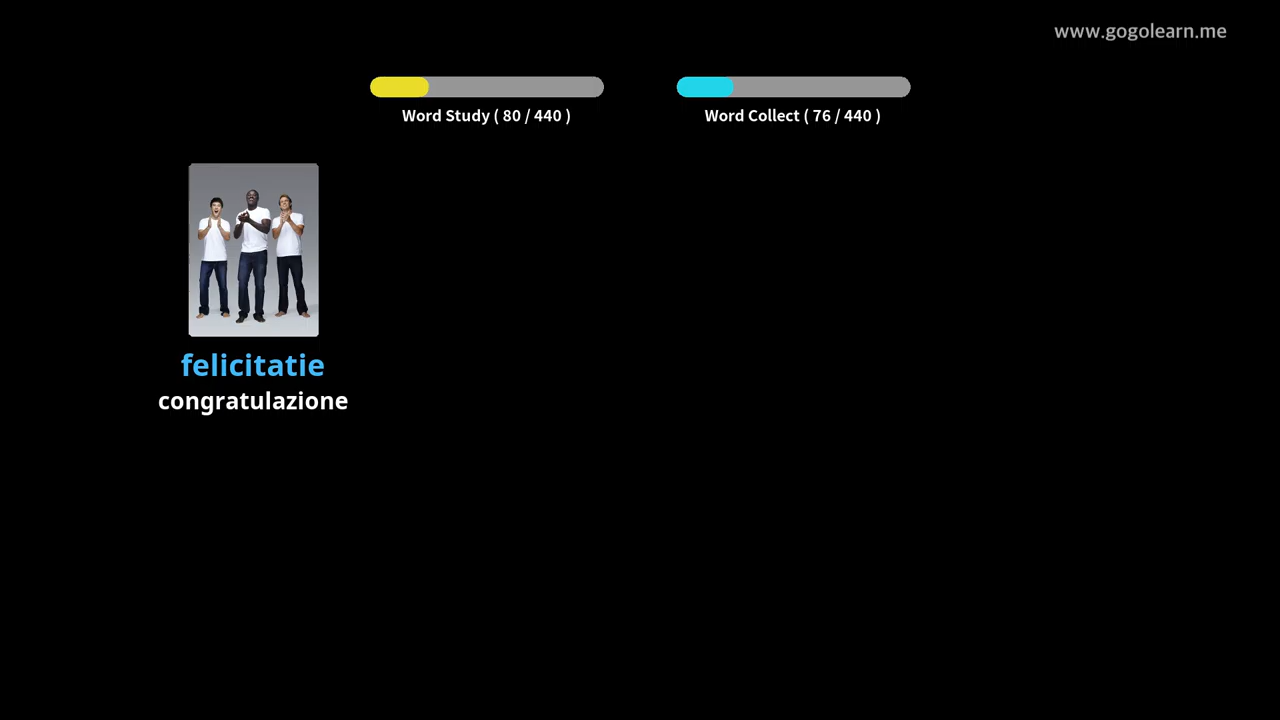 www.gogolearn.me
Word Study ( 80 / 440 )
Word Collect ( 76 / 440 )
felicitatie
congratulazione